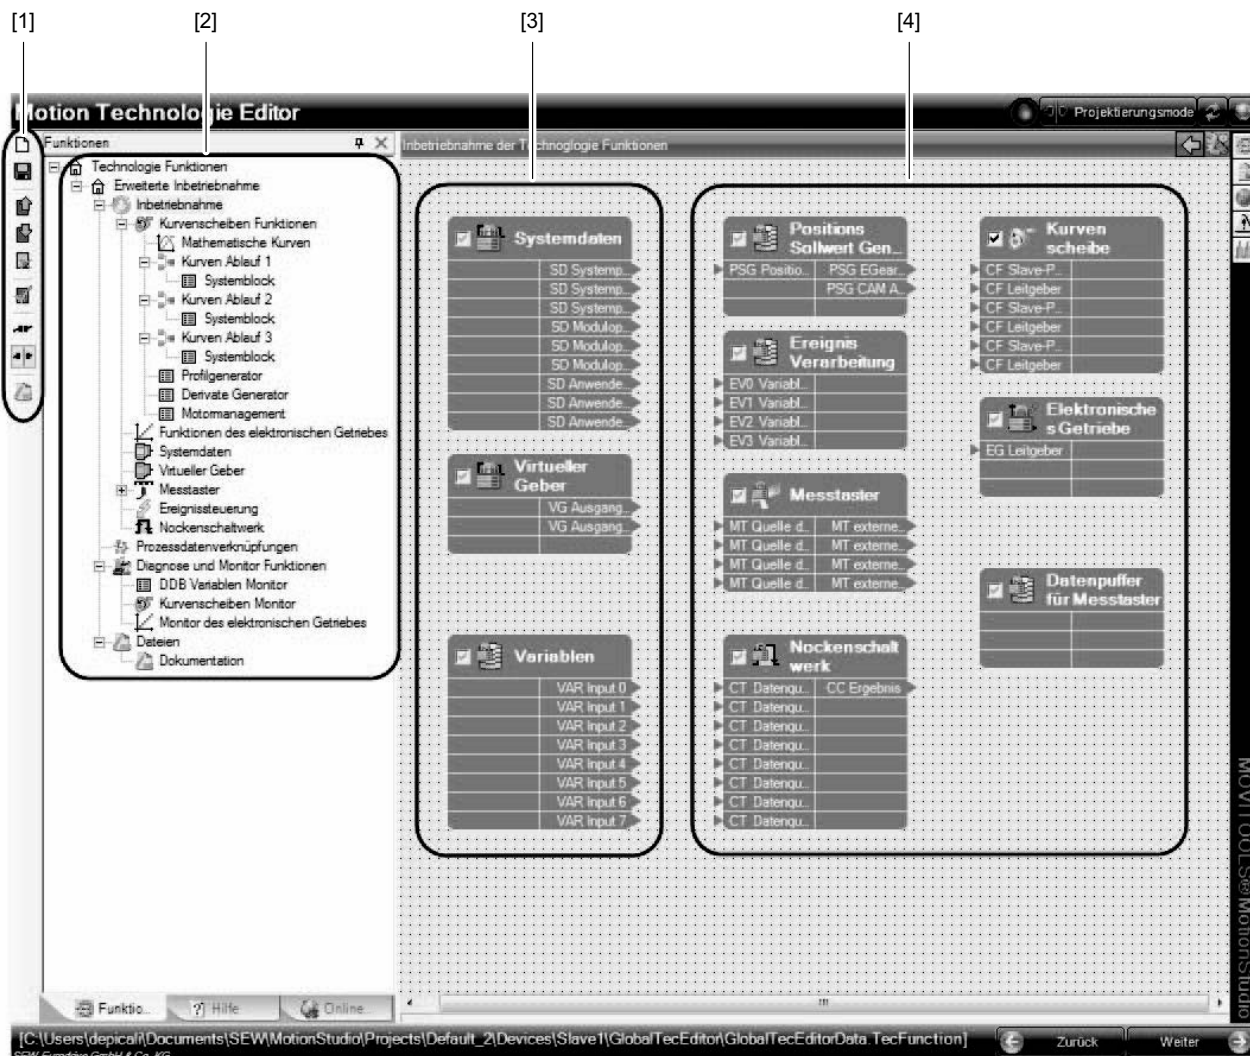 [1]
[2]
[3]
[4]
Motion Technologie Editor
Projektierungsmode
Funktionen
Inbetriebnahme der Technoglogie Funktionen
Technologie Funktionen
Erweiterte Inbetriebnahme
Inbetriebnahme
Kurvenscheiben Funktionen
Mathematische Kurven
Kurven Ablauf 1
Systemblock
Kurven Ablauf 2
Systemblock
Kurven Ablauf 3
Systemblock
Profilgenerator
Derivate Generator
Motormanagement
Funktionen des elektronischen Getriebes
Systemdaten
Virtueller Geber
Messtaster
Ereignissteuerung
Nockenschaltwerk
Prozessdatenverknüpfungen
Diagnose und Monitor Funktionen
DDB Variablen Monitor
Kurvenscheiben Monitor
Monitor des elektronischen Getriebes
Dateien
Dokumentation
Systemdaten
SD Systemp...
SD Systemp...
SD Systemp...
SD Modulop...
SD Modulop...
SD Modulop...
SD Anwende...
SD Anwende...
SD Anwende...
Virtueller
Geber
VG Ausgang...
VG Ausgang...
Variablen
VAR Input 0
VAR Input 1
VAR Input 2
VAR Input 3
VAR Input 4
VAR Input 5
VAR Input 6
VAR Input 7
Positions
Sollwert Gen...
PSG Positio... PSG EGear...
PSG CAM A...
Ereignis
Verarbeitung
EV0 Variabl...
EV1 Variabl...
EV2 Variabl...
EV3 Variabl...
Messtaster
MT Quelle d... MT externe...
MT Quelle d... MT externe...
MT Quelle d... MT externe...
MT Quelle d... MT externe...
Nockenschalt
werk
CT Datenqu... CC Ergebnis
CT Datenqu...
CT Datenqu...
CT Datenqu...
CT Datenqu...
CT Datenqu...
CT Datenqu...
CT Datenqu...
Kurven
scheibe
CF Slave-P...
CF Leitgeber
CF Slave-P...
CF Leitgeber
CF Slave-P...
CF Leitgeber
Elektronische
s Getriebe
EG Leitgeber
Datenpuffer
für Messtaster
MOVITOOLS®MotionStudio
Funktio...
Hilfe
Online...
[C:\Users\depicali\Documents\SEW\MotionStudio\Projects\Default_2\Devices\Slave1\GlobalTecEditor\GlobalTecEditorData.TecFunction]
Zurück
Weiter
SEW-Eurodrive GmbH & Co. KG